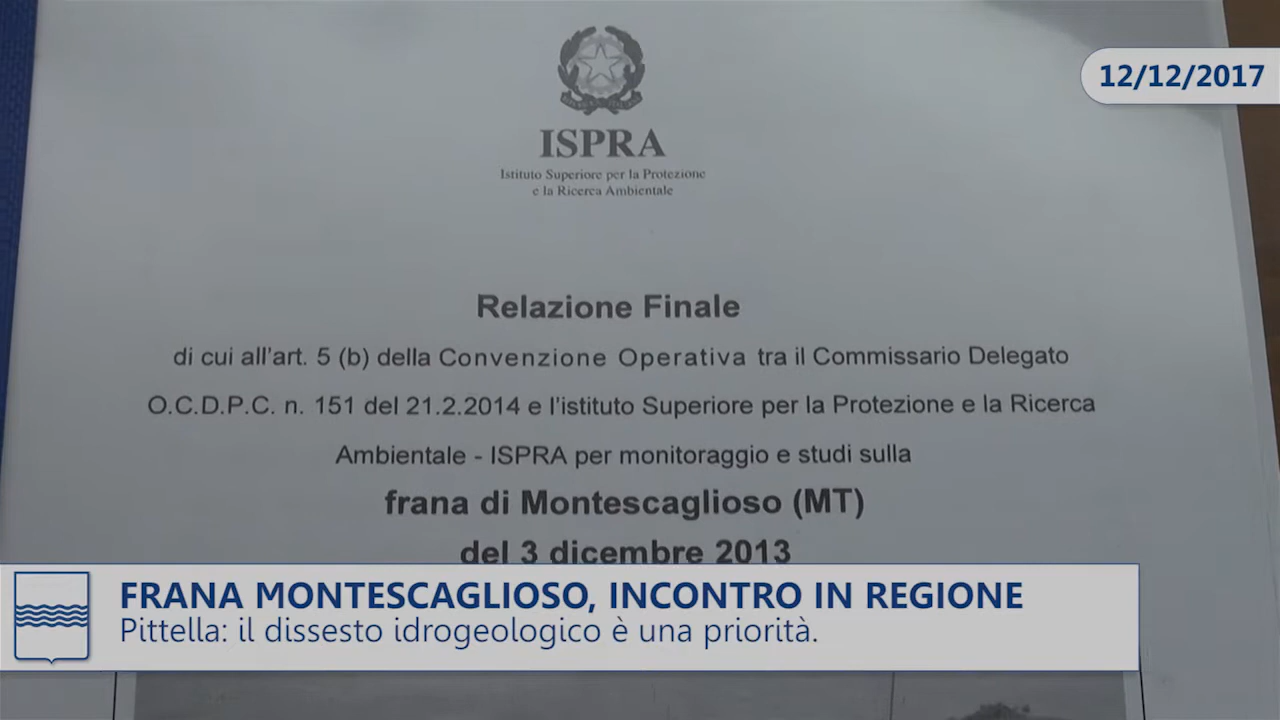 12/12/2017
ISPRA
Istituto Superiore per la Protezione
e la Ricerca Ambientale
Relazione Finale
di cui all'art. 5 (b) della Convenzione Operativa tra il Commissario Delegato
O.C.D.P.C. n. 151 del 21.2.2014 e l'istituto Superiore per la Protezione e la Ricerca
Ambientale - ISPRA per monitoraggio e studi sulla
frana di Montescaglioso (MT)
del 3 dicembre 2013
FRANA MONTESCAGLIOSO, INCONTRO IN REGIONE
Pittella: il dissesto idrogeologico è una priorità.